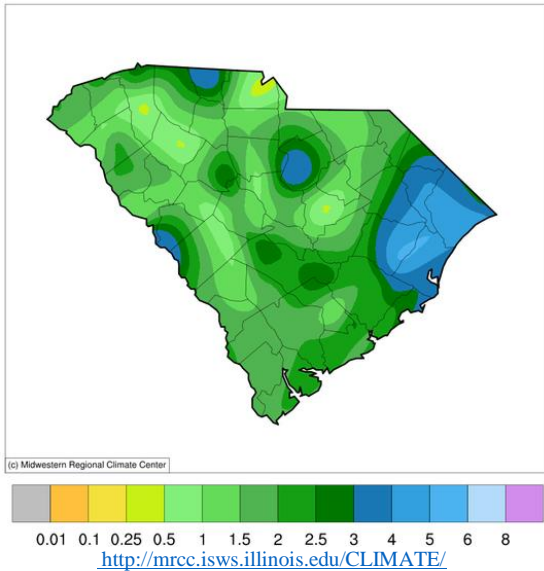 (c) Midwestern Regional Climate Center
0.01 0.1 0.25 0.5 1 1.5 2 2.5 3 4 5 6 8
http://mrcc.isws.illinois.edu/CLIMATE/